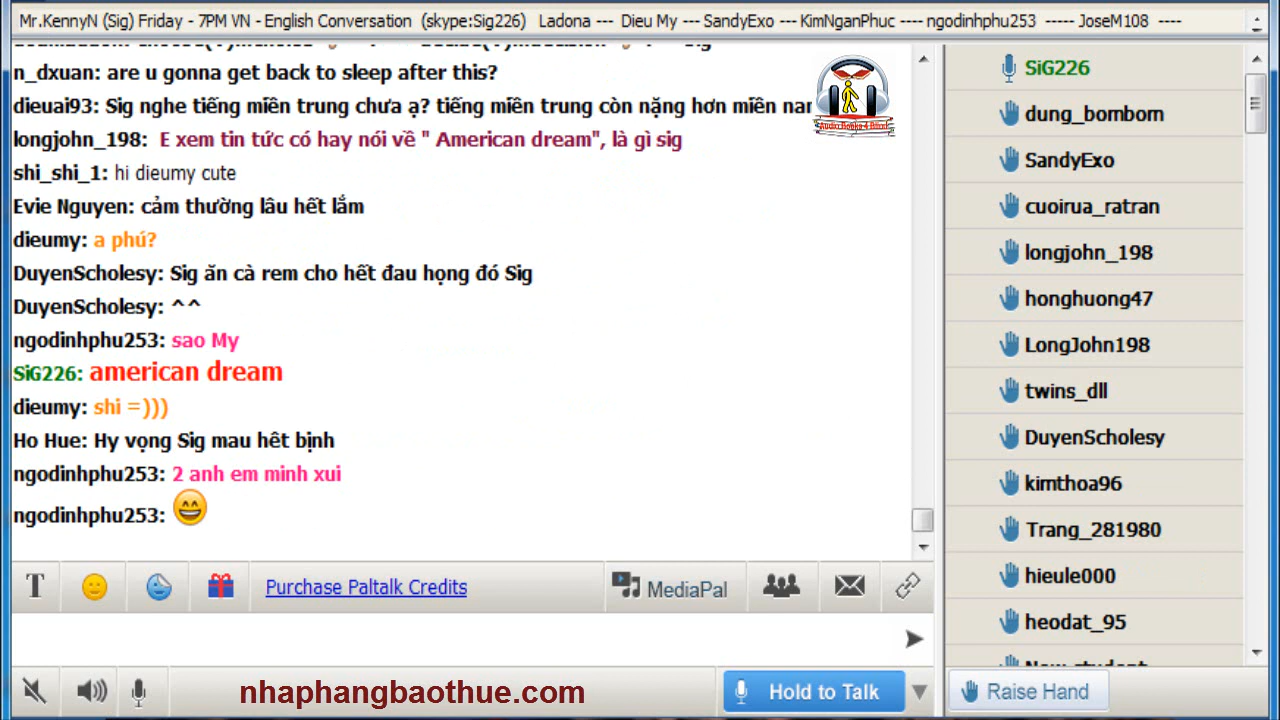 Mr.KennyN (Sig) Friday - 7PM VN - English Conversation (skype:Sig226) Ladona --- Dieu My --- SandyExo --- KimNganPhuc ---- ngodinhphu253 ----- JoseM108 ----
n_dxuan: are u gonna get back to sleep after this?
dieuai93: Sig nghe tiếng miền trung chưa ạ? tiếng miền trung còn nặng hơn miền nam
longjohn_198: E xem tin tức có hay nói về " American dream", là gì sig
shi_shi_1: hi dieumy cute
Evie Nguyen: cảm thường lâu hết lắm
dieumy: a phú?
DuyenScholesy: Sig ăn cà rem cho hết đau họng đó Sig
DuyenScholesy: ^^
ngodinhphu253: sao My
SiG226: american dream
dieumy: shi =)))
Ho Hue: Hy vọng Sig mau hêt bịnh
ngodinhphu253: 2 anh em minh xui
ngodinhphu253:
Audio Books & More
SiG226
dung_bornborn
SandyExo
cuoirua_ratran
longjohn_198
honghuong47
LongJohn198
twins_dll
DuyenScholesy
kimthoa96
Trang_281980
hieule000
heodat_95
New_student
T
Purchase Paltalk Credits
MediaPal
nhaphangbaothue.com
Hold to Talk
Raise Hand